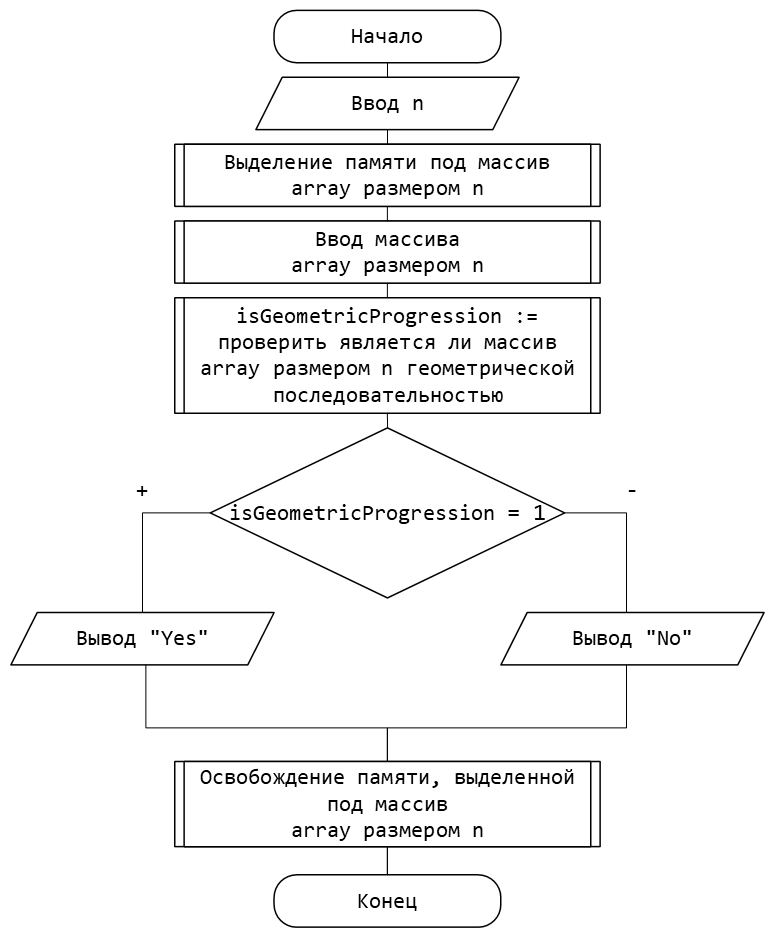 Начало
Ввод n
Выделение памяти под массив
array размером n
Ввод массива
array размером n
isGeometricProgression :=
проверить является ли массив
array размером n геометрической
последовательностью
+
-
isGeometricProgression = 1
Вывод "Yes"
Вывод "No"
Освобождение памяти, выделенной
под массив
array размером n
Конец